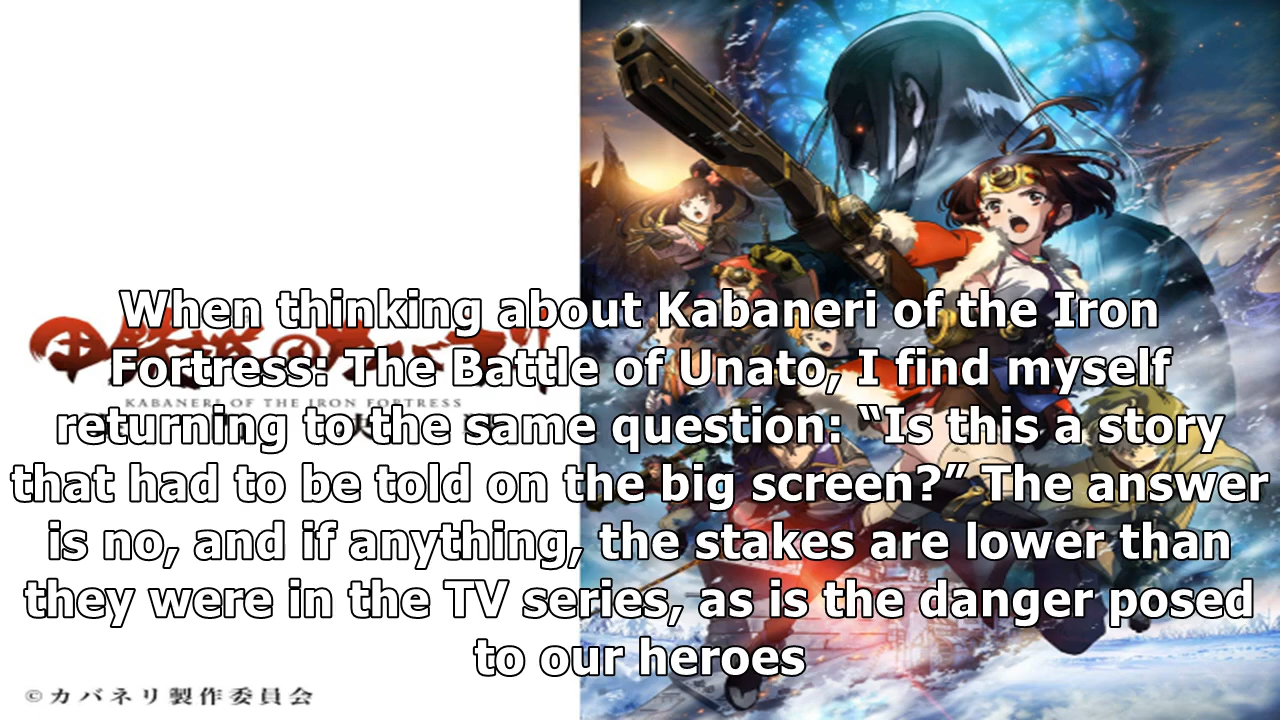 When thinking about Kabaneri of the Iron
Fortress: The Battle of Unato, I find myself
returning to the same question: “Is this a story
that had to be told on the big screen?” The answer
is no, and if anything, the stakes are lower than
they were in the TV series, as is the danger posed
to our heroes
KABANERI OF THE IRON FORTRESS
©カバネリ製作委員会